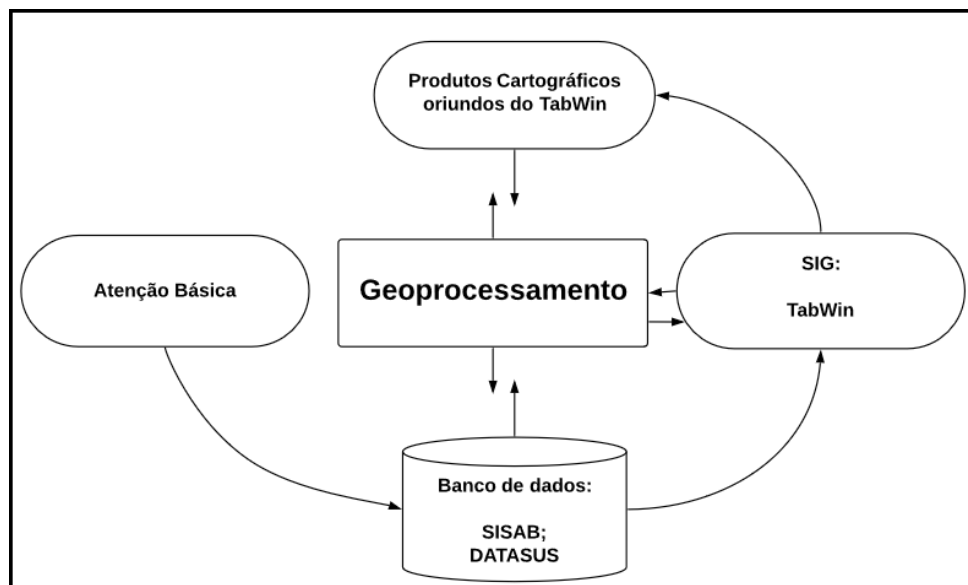 Produtos Cartográficos
oriundos do TabWin
Atenção Básica
Geoprocessamento
SIG:
TabWin
Banco de dados:
SISAB;
DATASUS